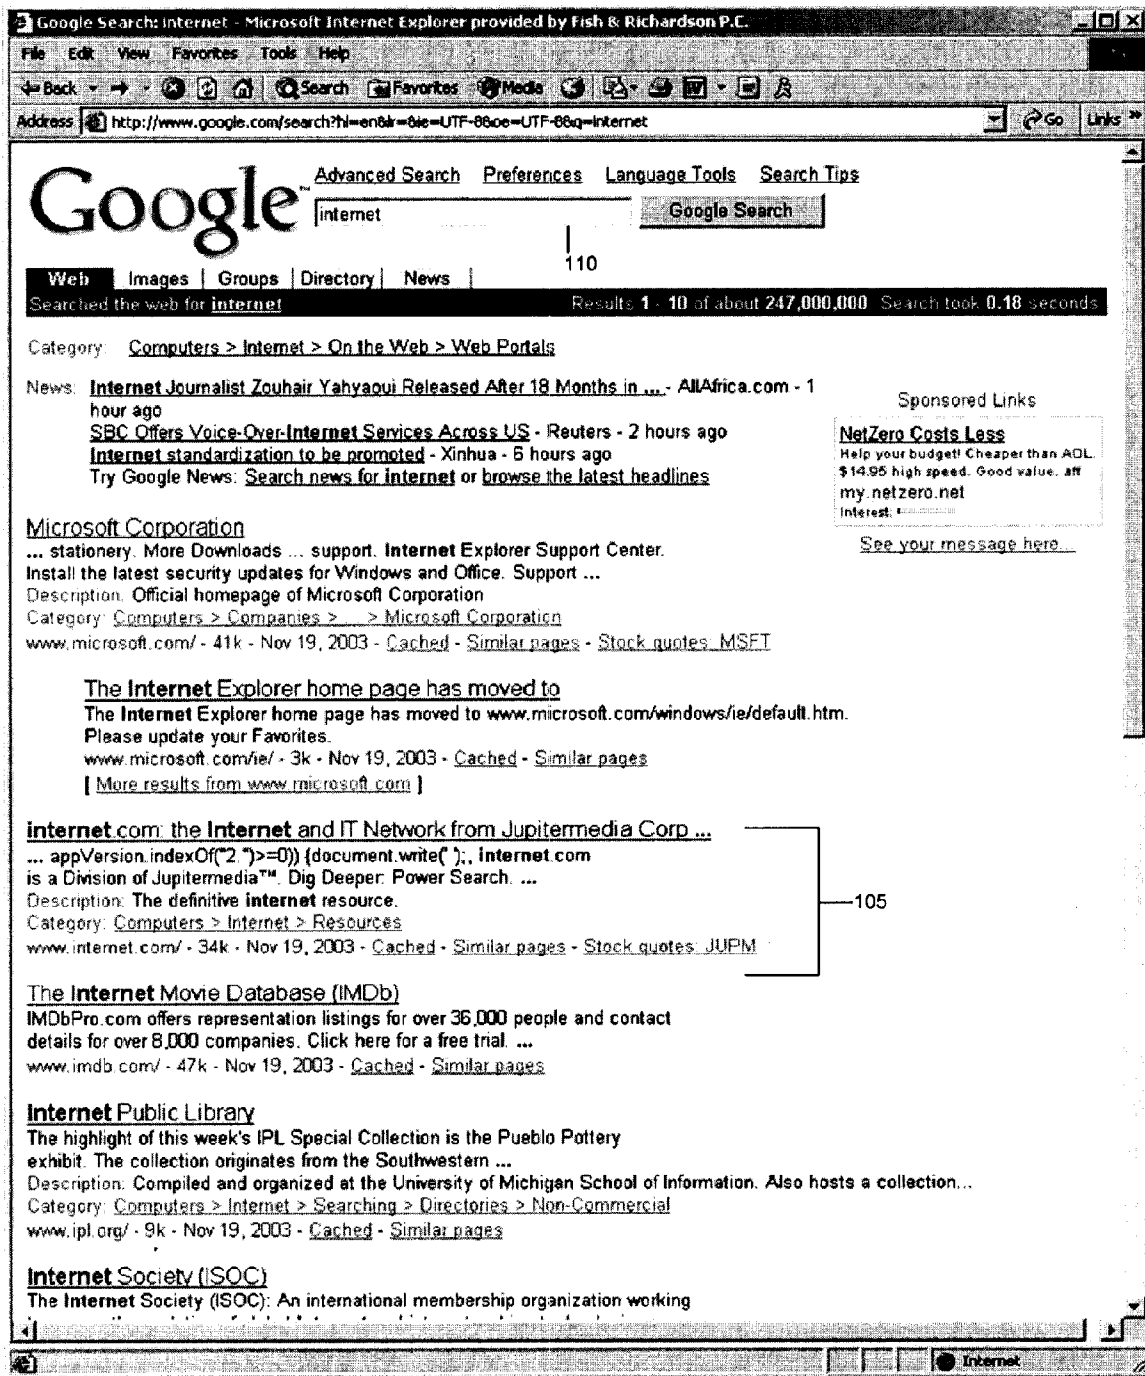 Google Search: internet - Microsoft Internet Explorer provided by Fish & Richardson P.C.
File Edit View Favorites Tools Help
Back Search Favorites Media
Address http://www.google.com/search?hl=en&lr=&ie=UTF-8&oe=UTF-8&q=internet Go Links »
Google™
Advanced Search Preferences Language Tools Search Tips
internet Google Search
110
Web Images Groups Directory News
Searched the web for internet Results 1 - 10 of about 247,000,000 Search took 0.18 seconds
Category: Computers > Internet > On the Web > Web Portals
News: Internet Journalist Zouhair Yahyaoui Released After 18 Months in ... - AllAfrica.com - 1
hour ago
SBC Offers Voice-Over-Internet Services Across US - Reuters - 2 hours ago
Internet standardization to be promoted - Xinhua - 6 hours ago
Try Google News: Search news for internet or browse the latest headlines
Sponsored Links
NetZero Costs Less
Help your budget! Cheaper than AOL.
$14.95 high speed. Good value. aff
my.netzero.net
Interest:
See your message here...
Microsoft Corporation
... stationery. More Downloads ... support. Internet Explorer Support Center.
Install the latest security updates for Windows and Office. Support ...
Description: Official homepage of Microsoft Corporation
Category: Computers > Companies > ... > Microsoft Corporation
www.microsoft.com/ - 41k - Nov 19, 2003 - Cached - Similar pages - Stock quotes: MSFT
The Internet Explorer home page has moved to
The Internet Explorer home page has moved to www.microsoft.com/windows/ie/default.htm.
Please update your Favorites.
www.microsoft.com/ie/ - 3k - Nov 19, 2003 - Cached - Similar pages
[ More results from www.microsoft.com ]
internet.com: the Internet and IT Network from Jupitermedia Corp ...
... appVersion.indexOf("2.")>=0)) {document.write(" ");, internet.com
is a Division of Jupitermedia™. Dig Deeper: Power Search. ...
Description: The definitive internet resource.
Category: Computers > Internet > Resources
www.internet.com/ - 34k - Nov 19, 2003 - Cached - Similar pages - Stock quotes: JUPM
105
The Internet Movie Database (IMDb)
IMDbPro.com offers representation listings for over 36,000 people and contact
details for over 8,000 companies. Click here for a free trial. ...
www.imdb.com/ - 47k - Nov 19, 2003 - Cached - Similar pages
Internet Public Library
The highlight of this week's IPL Special Collection is the Pueblo Pottery
exhibit. The collection originates from the Southwestern ...
Description: Compiled and organized at the University of Michigan School of Information. Also hosts a collection...
Category: Computers > Internet > Searching > Directories > Non-Commercial
www.ipl.org/ - 9k - Nov 19, 2003 - Cached - Similar pages
Internet Society (ISOC)
The Internet Society (ISOC): An international membership organization working
Internet